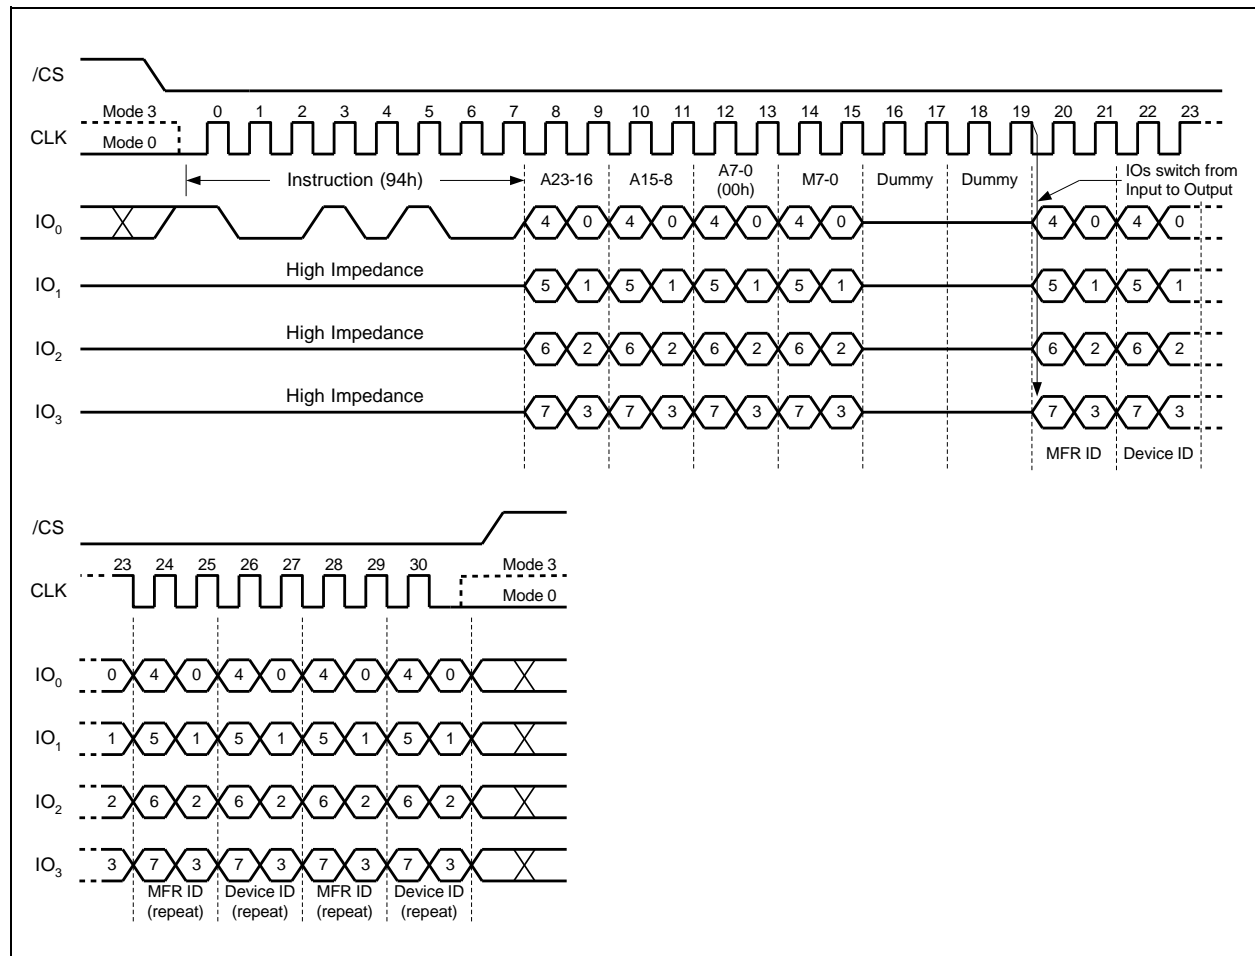 /CS
Mode 3 0 1 2 3 4 5 6 7 8 9 10 11 12 13 14 15 16 17 18 19 20 21 22 23
CLK
Mode 0
Instruction (94h) A23-16 A15-8 A7-0 (00h) M7-0 Dummy Dummy IOs switch from Input to Output
IO0 4 0 4 0 4 0 4 0 4 0 4 0
High Impedance
IO1 5 1 5 1 5 1 5 1 5 1 5 1
High Impedance
IO2 6 2 6 2 6 2 6 2 6 2 6 2
High Impedance
IO3 7 3 7 3 7 3 7 3 7 3 7 3
MFR ID Device ID
/CS
23 24 25 26 27 28 29 30 Mode 3
CLK
Mode 0
IO0 0 4 0 4 0 4 0 4 0
IO1 1 5 1 5 1 5 1 5 1
IO2 2 6 2 6 2 6 2 6 2
IO3 3 7 3 7 3 7 3 7 3
MFR ID Device ID MFR ID Device ID
(repeat) (repeat) (repeat) (repeat)